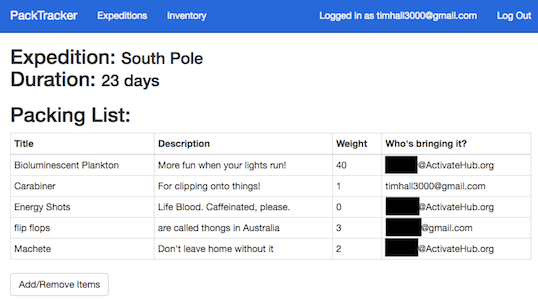 PackTracker Expeditions Inventory Logged in as timhall3000@gmail.com Log Out
Expedition: South Pole
Duration: 23 days
Packing List:
Title Description Weight Who's bringing it?
Bioluminescent Plankton More fun when your lights run! 40 @ActivateHub.org
Carabiner For clipping onto things! 1 timhall3000@gmail.com
Energy Shots Life Blood. Caffeinated, please. 0 @ActivateHub.org
flip flops are called thongs in Australia 3 @gmail.com
Machete Don't leave home without it 2 @ActivateHub.org
Add/Remove Items